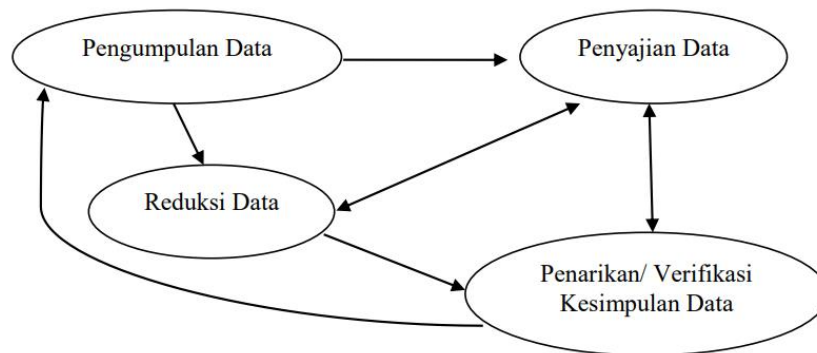 Pengumpulan Data
Penyajian Data
Reduksi Data
Penarikan/ Verifikasi
Kesimpulan Data